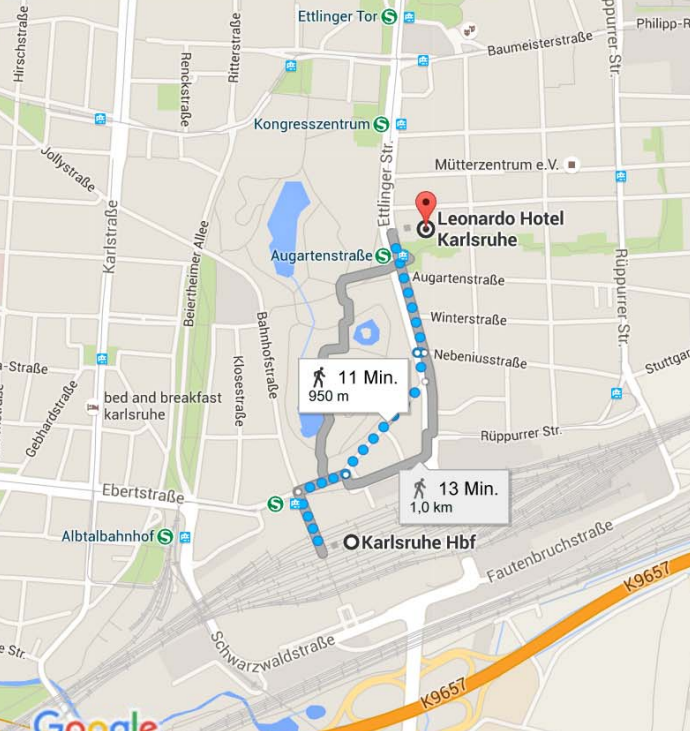 Ettlinger Tor
Philipp-R
Baumeisterstraße
Hirschstraße
Renckstraße
Ritterstraße
Rüppurrer Str.
Kongresszentrum
Ettlinger Str.
Mütterzentrum e.V.
Jollystraße
Karlstraße
Leonardo Hotel
Karlsruhe
Beiertheimer Allee
Augartenstraße
Augartenstraße
Rüppurrer Str.
Winterstraße
Bahnhofstraße
Nebeniusstraße
Stuttgar
a-Straße
Klosestraße
11 Min.
950 m
Gebhardstraße
bed and breakfast
karlsruhe
Rüppurrer Str.
Ebertstraße
13 Min.
1,0 km
Albtalbahnhof
Karlsruhe Hbf
Fautenbruchstraße
K9657
Schwarzwaldstraße
e Str.
K9657
Google